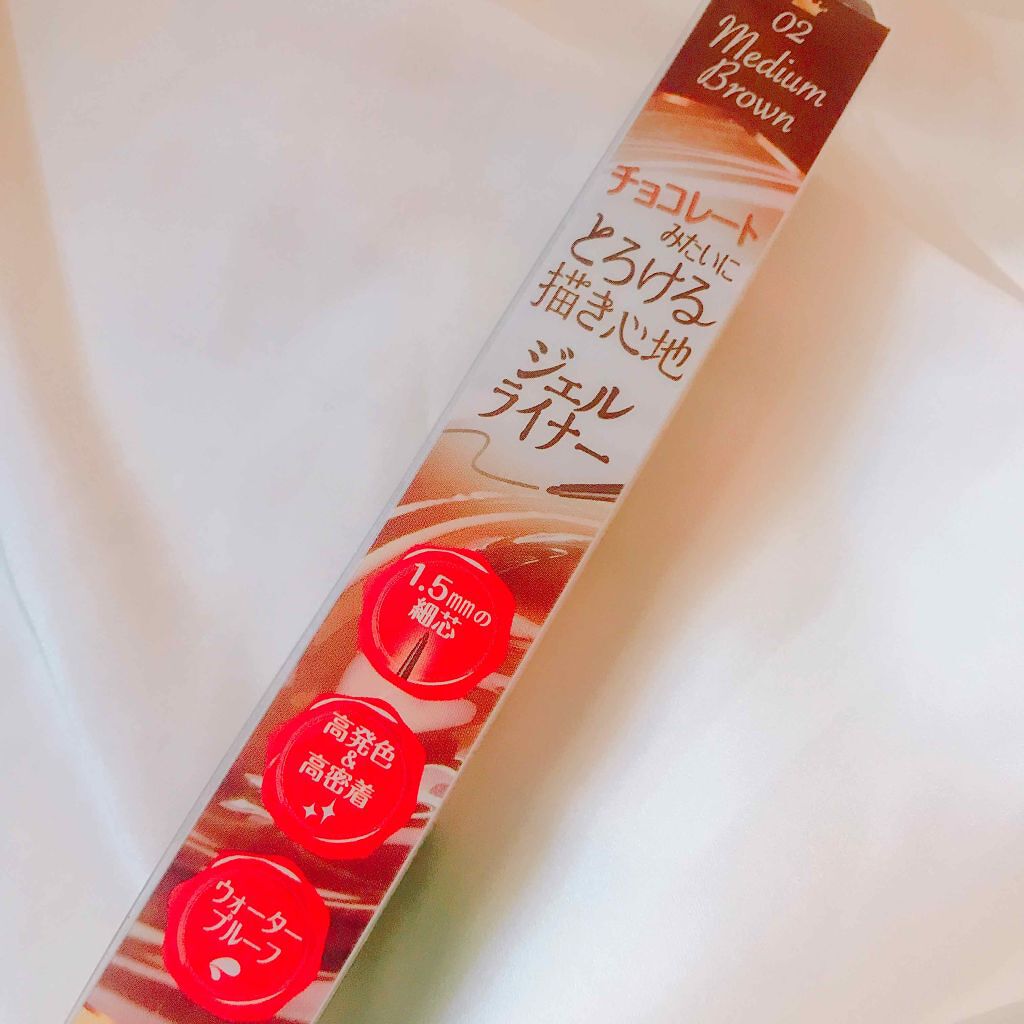 02
Medium
Brown
チョコレート
みたいに
とろける
描き心地
ジェル
ライナー
1.5mmの
細芯
高発色
&
高密着
ウォーター
プルーフ